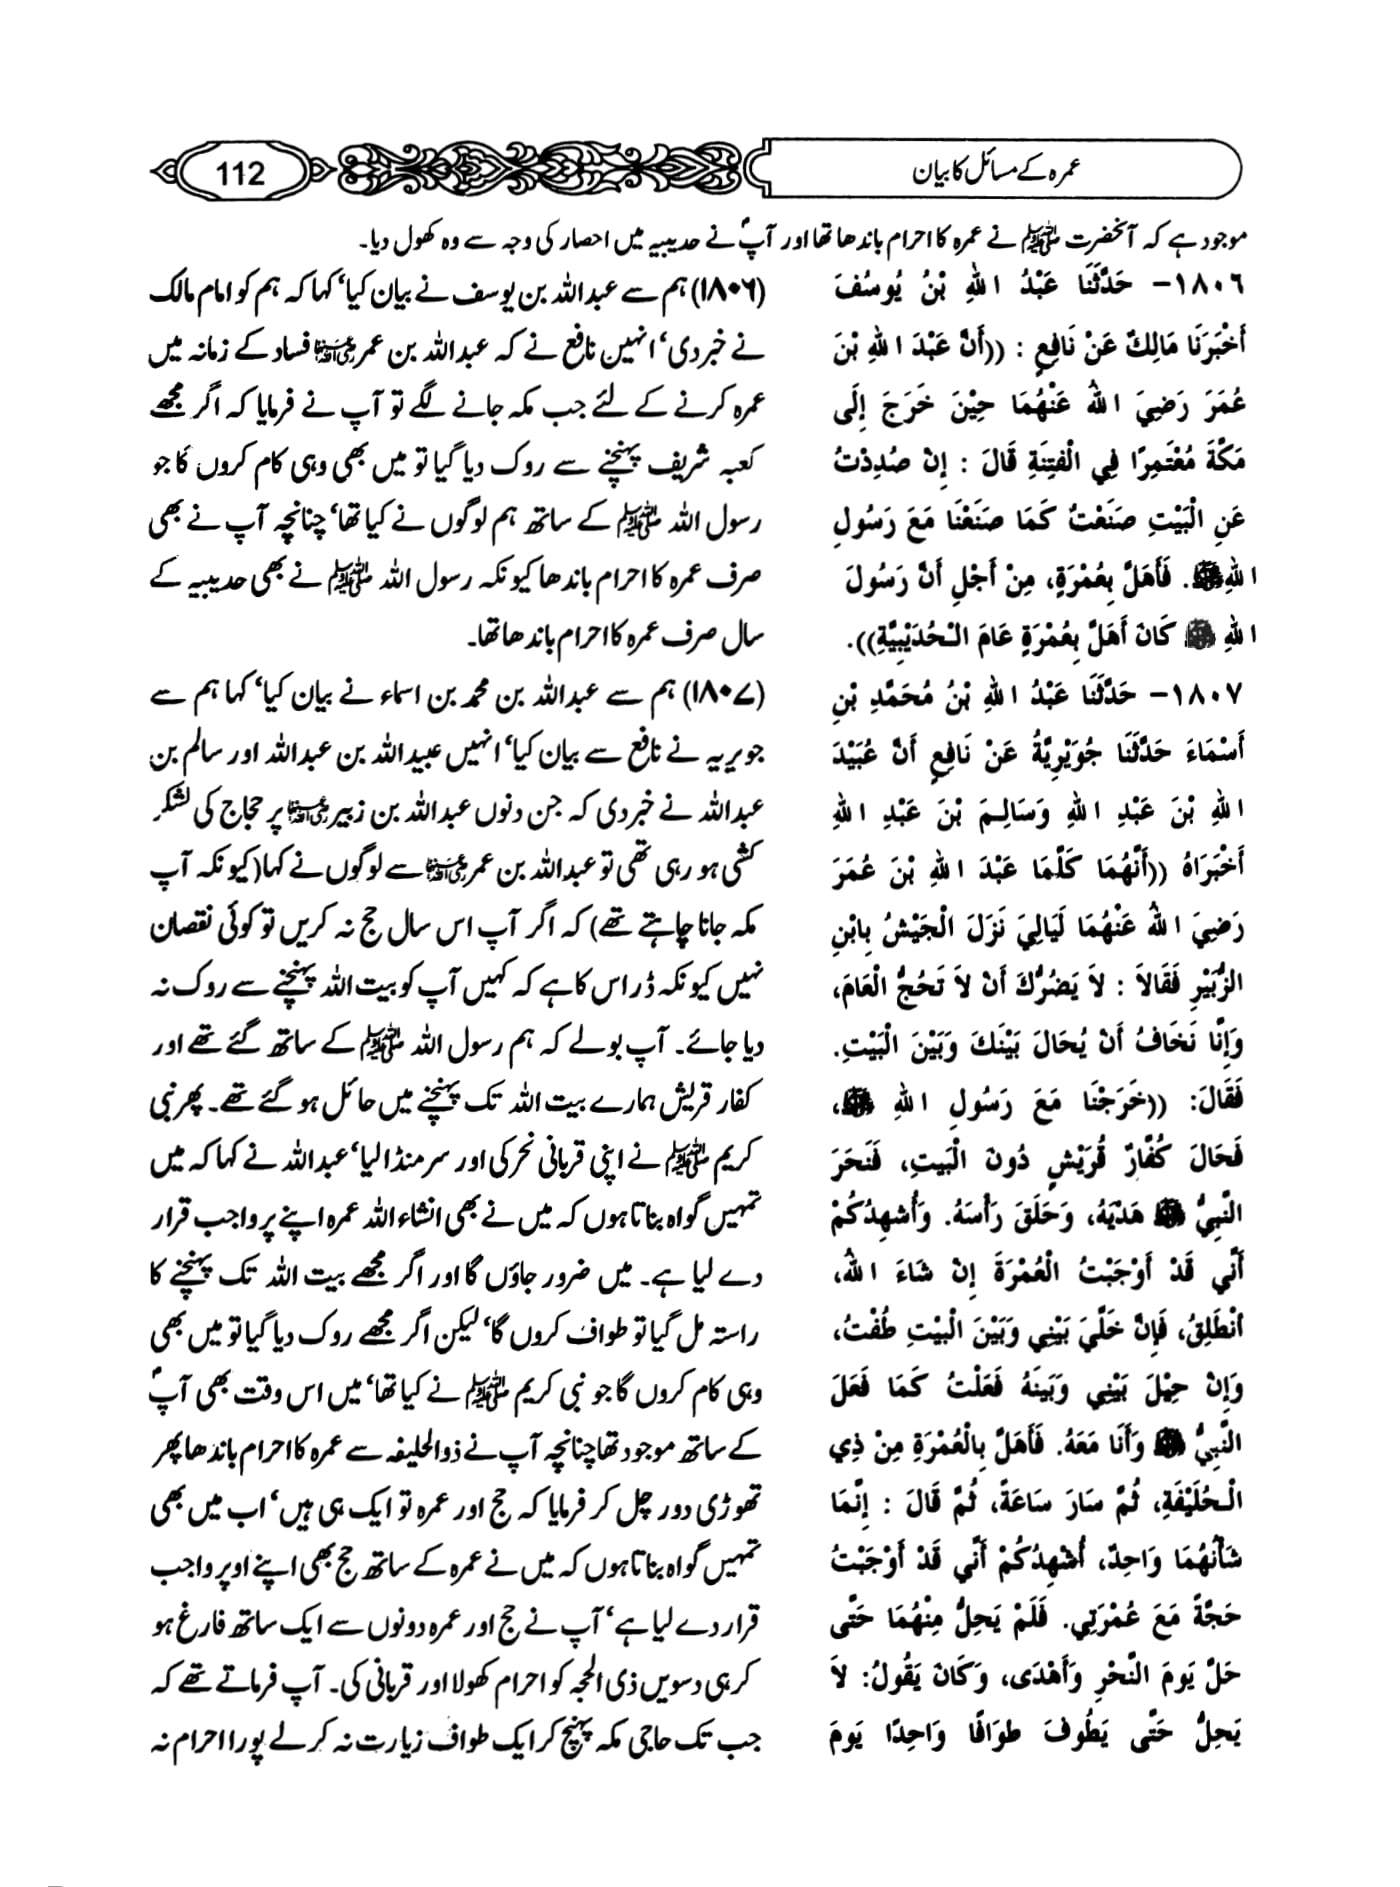 عمرہ کے مسائل کا بیان
112
موجود ہے کہ آنحضرت ﷺ نے عمرہ کا احرام باندھا تھا اور آپؐ نے حدیبیہ میں احصار کی وجہ سے وہ کھول دیا۔
١٨٠٦- حَدَّثَنَا عَبْدُ اللهِ بْنُ يُوسُفَ
أَخْبَرَنَا مَالِكٌ عَنْ نَافِعٍ : ((أَنَّ عَبْدَ اللهِ بْنَ
عُمَرَ رَضِيَ اللهُ عَنْهُمَا حِيْنَ خَرَجَ إِلَى
مَكَّةَ مُعْتَمِرًا فِي الْفِتنَةِ قَالَ : إِنْ صُدِدْتُ
عَنِ الْبَيْتِ صَنَعْتُ كَمَا صَنَعْنَا مَعَ رَسُولِ
اللهِ ﷺ. فَأَهَلَّ بِعُمْرَةٍ، مِنْ أَجْلِ أَنَّ رَسُولَ
اللهِ ﷺ كَانَ أَهَلَّ بِعُمْرَةٍ عَامَ الْـحُدَيْبِيَّةِ)).
١٨٠٧- حَدَّثَنَا عَبْدُ اللهِ بْنُ مُحَمَّدِ بْنِ
أَسْمَاءَ حَدَّثَنَا جُوَيْرِيَّةُ عَنْ نَافِعٍ أَنَّ عُبَيْدَ
اللهِ بْنَ عَبْدِ اللهِ وَسَالِـمَ بْنَ عَبْدِ اللهِ
أَخْبَرَاهُ ((أَنَّهُمَا كَلَّمَا عَبْدَ اللهِ بْنَ عُمَرَ
رَضِيَ اللهُ عَنْهُمَا لَيَالِيَ نَزَلَ الْجَيْشُ بِابْنِ
الزُّبَيْرِ فَقَالاَ : لاَ يَضُرُّكَ أَنْ لاَ تَحُجَّ الْعَامَ،
وَإِنَّا نَخَافُ أَنْ يُحَالَ بَيْنَكَ وَبَيْنَ الْبَيْتِ.
فَقَالَ: ((خَرَجْنَا مَعَ رَسُولِ اللهِ ﷺ،
فَحَالَ كُفَّارُ قُرَيْشٍ دُونَ الْبَيتِ، فَنَحَرَ
النَّبِيُّ ﷺ هَدْيَهُ، وَحَلَقَ رَأْسَهُ. وَأُشهِدُكُمْ
أَنِّي قَدْ أَوْجَبْتُ الْعُمْرَةَ إِنْ شَاءَ اللهُ،
أَنْطَلِقُ، فَإِنْ خَلِّيَ بَيْنِي وَبَيْنَ الْبَيْتِ طُفْتُ،
وَإِنْ حِيْلَ بَيْنِي وَبَينَهُ فَعَلْتُ كَمَا فَعَلَ
النَّبِيُّ ﷺ وَأَنَا مَعَهُ. فَأَهَلَّ بِالْعُمْرَةِ مِنْ ذِي
الْـحُلَيْفَةِ، ثُمَّ سَارَ سَاعَةً، ثُمَّ قَالَ : إِنَّمَا
شَأْنُهُمَا وَاحِدٌ، أُشْهِدُكُمْ أَنِّي قَدْ أَوْجَبْتُ
حَجَّةً مَعَ عُمْرَتِي. فَلَمْ يَحِلَّ مِنْهُمَا حَتَّى
حَلَّ يَومَ النَّحْرِ وَأَهْدَى، وَكَانَ يَقُولُ: لاَ
يَحِلُّ حَتَّى يَطُوفَ طَوَافًا وَاحِدًا يَومَ
(۱۸۰۶) ہم سے عبداللہ بن یوسف نے بیان کیا‘ کہا کہ ہم کو امام مالک
نے خبر دی‘ انہیں نافع نے کہ عبداللہ بن عمر رضی اللہ عنہما فساد کے زمانہ میں
عمرہ کرنے کے لئے جب مکہ جانے لگے تو آپ نے فرمایا کہ اگر مجھے
کعبہ شریف پہنچنے سے روک دیا گیا تو میں بھی وہی کام کروں گا جو
رسول اللہ ﷺ کے ساتھ ہم لوگوں نے کیا تھا‘ چنانچہ آپ نے بھی
صرف عمرہ کا احرام باندھا کیونکہ رسول اللہ ﷺ نے بھی حدیبیہ کے
سال صرف عمرہ کا احرام باندھا تھا۔
(۱۸۰۷) ہم سے عبداللہ بن محمد بن اسماء نے بیان کیا‘ کہا ہم سے
جویریہ نے نافع سے بیان کیا‘ انہیں عبیداللہ بن عبداللہ اور سالم بن
عبداللہ نے خبر دی کہ جن دنوں عبداللہ بن زبیر رضی اللہ عنہما پر حجاج کی لشکر
کشی ہو رہی تھی تو عبداللہ بن عمر رضی اللہ عنہما سے لوگوں نے کہا (کیونکہ آپ
مکہ جانا چاہتے تھے) کہ اگر آپ اس سال حج نہ کریں تو کوئی نقصان
نہیں کیونکہ ڈر اس کا ہے کہ کہیں آپ کو بیت اللہ پہنچنے سے روک نہ
دیا جائے۔ آپ بولے کہ ہم رسول اللہ ﷺ کے ساتھ گئے تھے اور
کفار قریش ہمارے بیت اللہ تک پہنچنے میں حائل ہو گئے تھے۔ پھر نبی
کریم ﷺ نے اپنی قربانی نحر کی اور سر منڈا لیا‘ عبداللہ نے کہا کہ میں
تمہیں گواہ بناتا ہوں کہ میں نے بھی انشاء اللہ عمرہ اپنے پر واجب قرار
دے لیا ہے۔ میں ضرور جاؤں گا اور اگر مجھے بیت اللہ تک پہنچنے کا
راستہ مل گیا تو طواف کروں گا‘ لیکن اگر مجھے روک دیا گیا تو میں بھی
وہی کام کروں گا جو نبی کریم ﷺ نے کیا تھا‘ میں اس وقت بھی آپؐ
کے ساتھ موجود تھا چنانچہ آپ نے ذوالحلیفہ سے عمرہ کا احرام باندھا پھر
تھوڑی دور چل کر فرمایا کہ حج اور عمرہ تو ایک ہی ہیں‘ اب میں بھی
تمہیں گواہ بناتا ہوں کہ میں نے عمرہ کے ساتھ حج بھی اپنے اوپر واجب
قرار دے لیا ہے‘ آپ نے حج اور عمرہ دونوں سے ایک ساتھ فارغ ہو
کر ہی دسویں ذی الحجہ کو احرام کھولا اور قربانی کی۔ آپ فرماتے تھے کہ
جب تک حاجی مکہ پہنچ کر ایک طواف زیارت نہ کر لے پورا احرام نہ